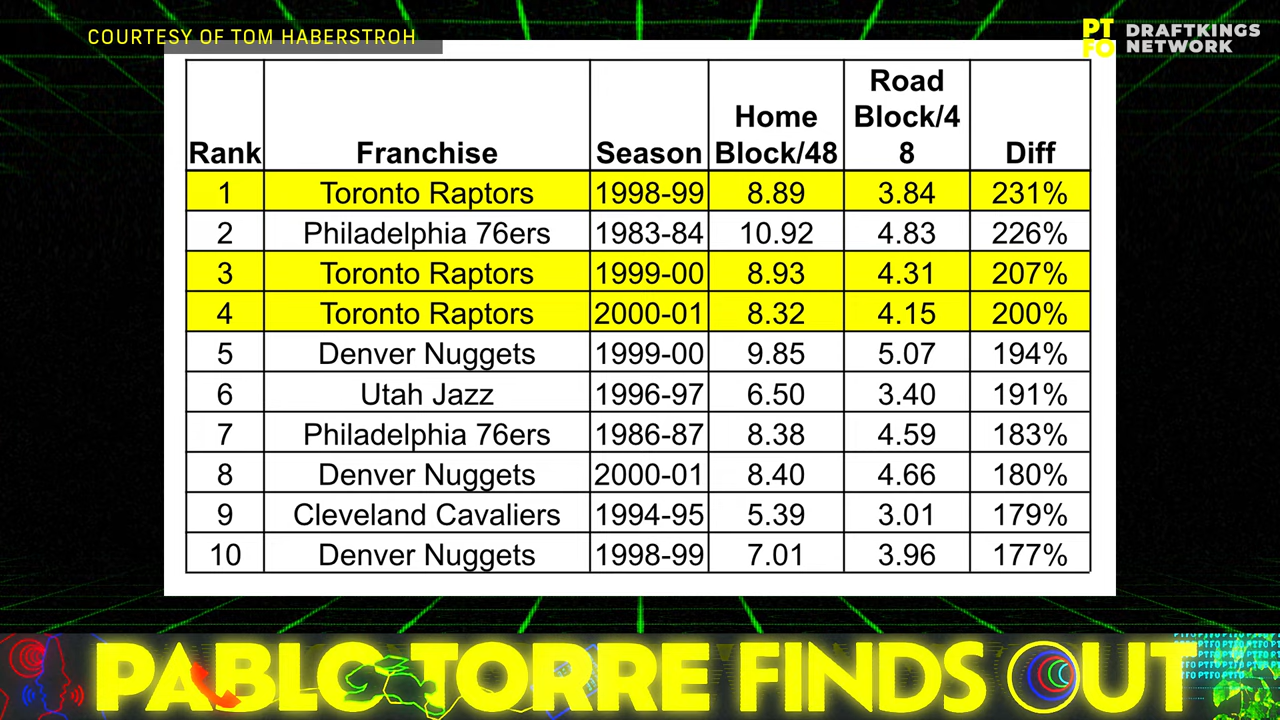 COURTESY OF TOM HABERSTROH
PT
FO
DRAFTKINGS
NETWORK
Rank Franchise Season Home Block/48 Road Block/4 8 Diff
1 Toronto Raptors 1998-99 8.89 3.84 231%
2 Philadelphia 76ers 1983-84 10.92 4.83 226%
3 Toronto Raptors 1999-00 8.93 4.31 207%
4 Toronto Raptors 2000-01 8.32 4.15 200%
5 Denver Nuggets 1999-00 9.85 5.07 194%
6 Utah Jazz 1996-97 6.50 3.40 191%
7 Philadelphia 76ers 1986-87 8.38 4.59 183%
8 Denver Nuggets 2000-01 8.40 4.66 180%
9 Cleveland Cavaliers 1994-95 5.39 3.01 179%
10 Denver Nuggets 1998-99 7.01 3.96 177%
PABLO TORRE FINDS OUT